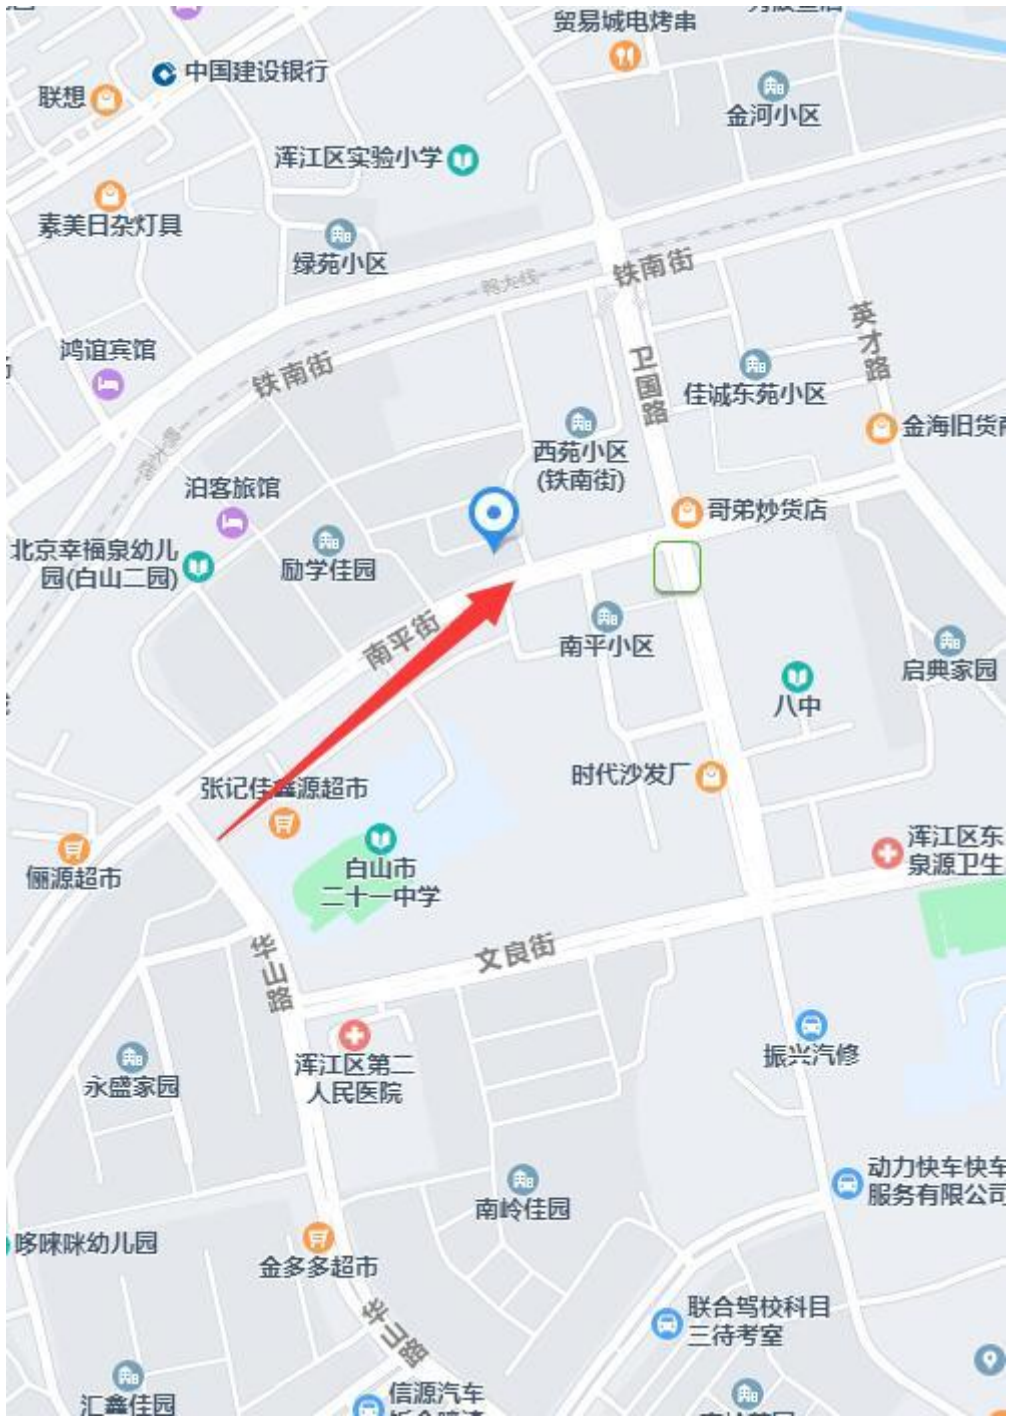 贸易城电烤串
中国建设银行
联想
金河小区
浑江区实验小学
素美日杂灯具
绿苑小区
铁南街
鸭大线
英才路
鸿谊宾馆
铁南街
卫国路
佳诚东苑小区
金海旧货商
西苑小区
(铁南街)
泊客旅馆
哥弟炒货店
北京幸福泉幼儿
园(白山二园)
励学佳园
南平街
南平小区
启典家园
八中
时代沙发厂
张记佳鑫源超市
浑江区东
泉源卫生
俪源超市
白山市
二十一中学
华山路
文良街
浑江区第二
人民医院
振兴汽修
永盛家园
动力快车快车
服务有限公司
南岭佳园
哆唻咪幼儿园
金多多超市
华山路
联合驾校科目
三待考室
汇鑫佳园
信源汽车